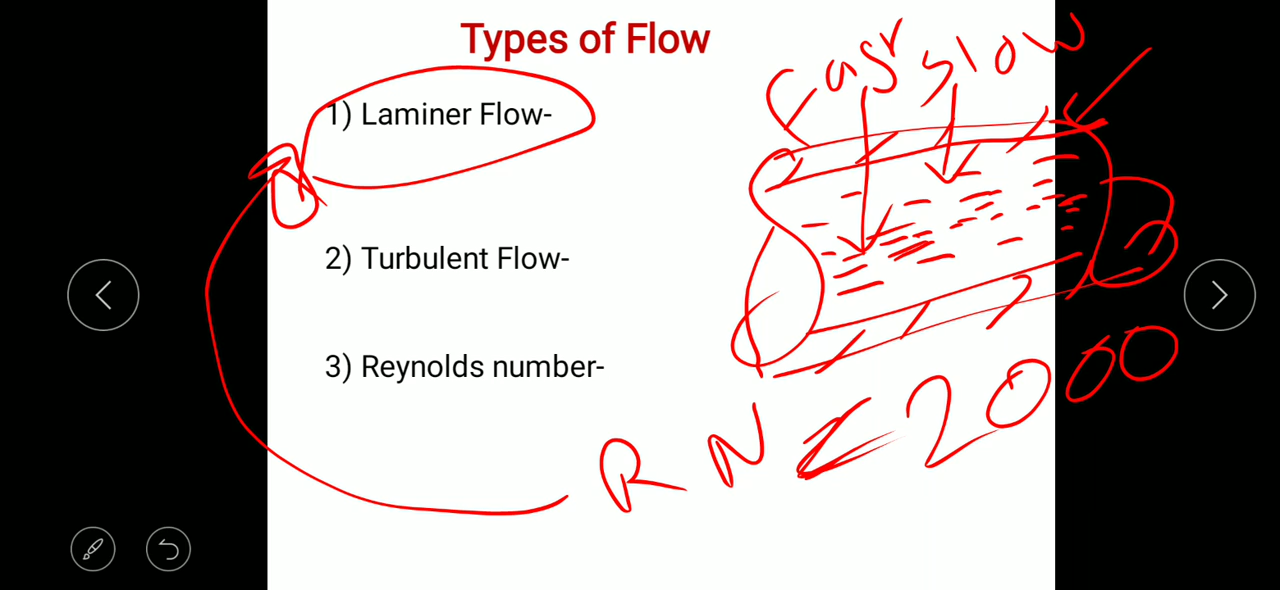 Types of Flow
fast slow
1) Laminer Flow-
2) Turbulent Flow-
3) Reynolds number-
RN < 2000